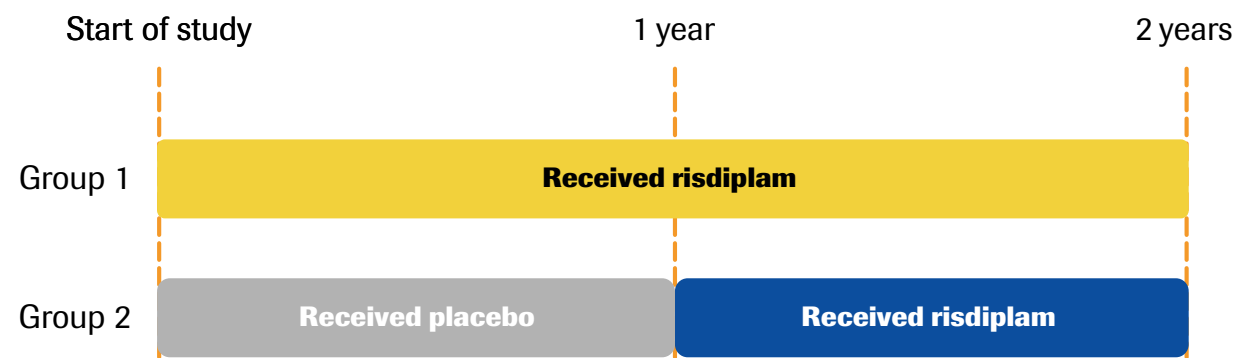 Start of study 1 year 2 years
Group 1 Received risdiplam
Group 2 Received placebo Received risdiplam